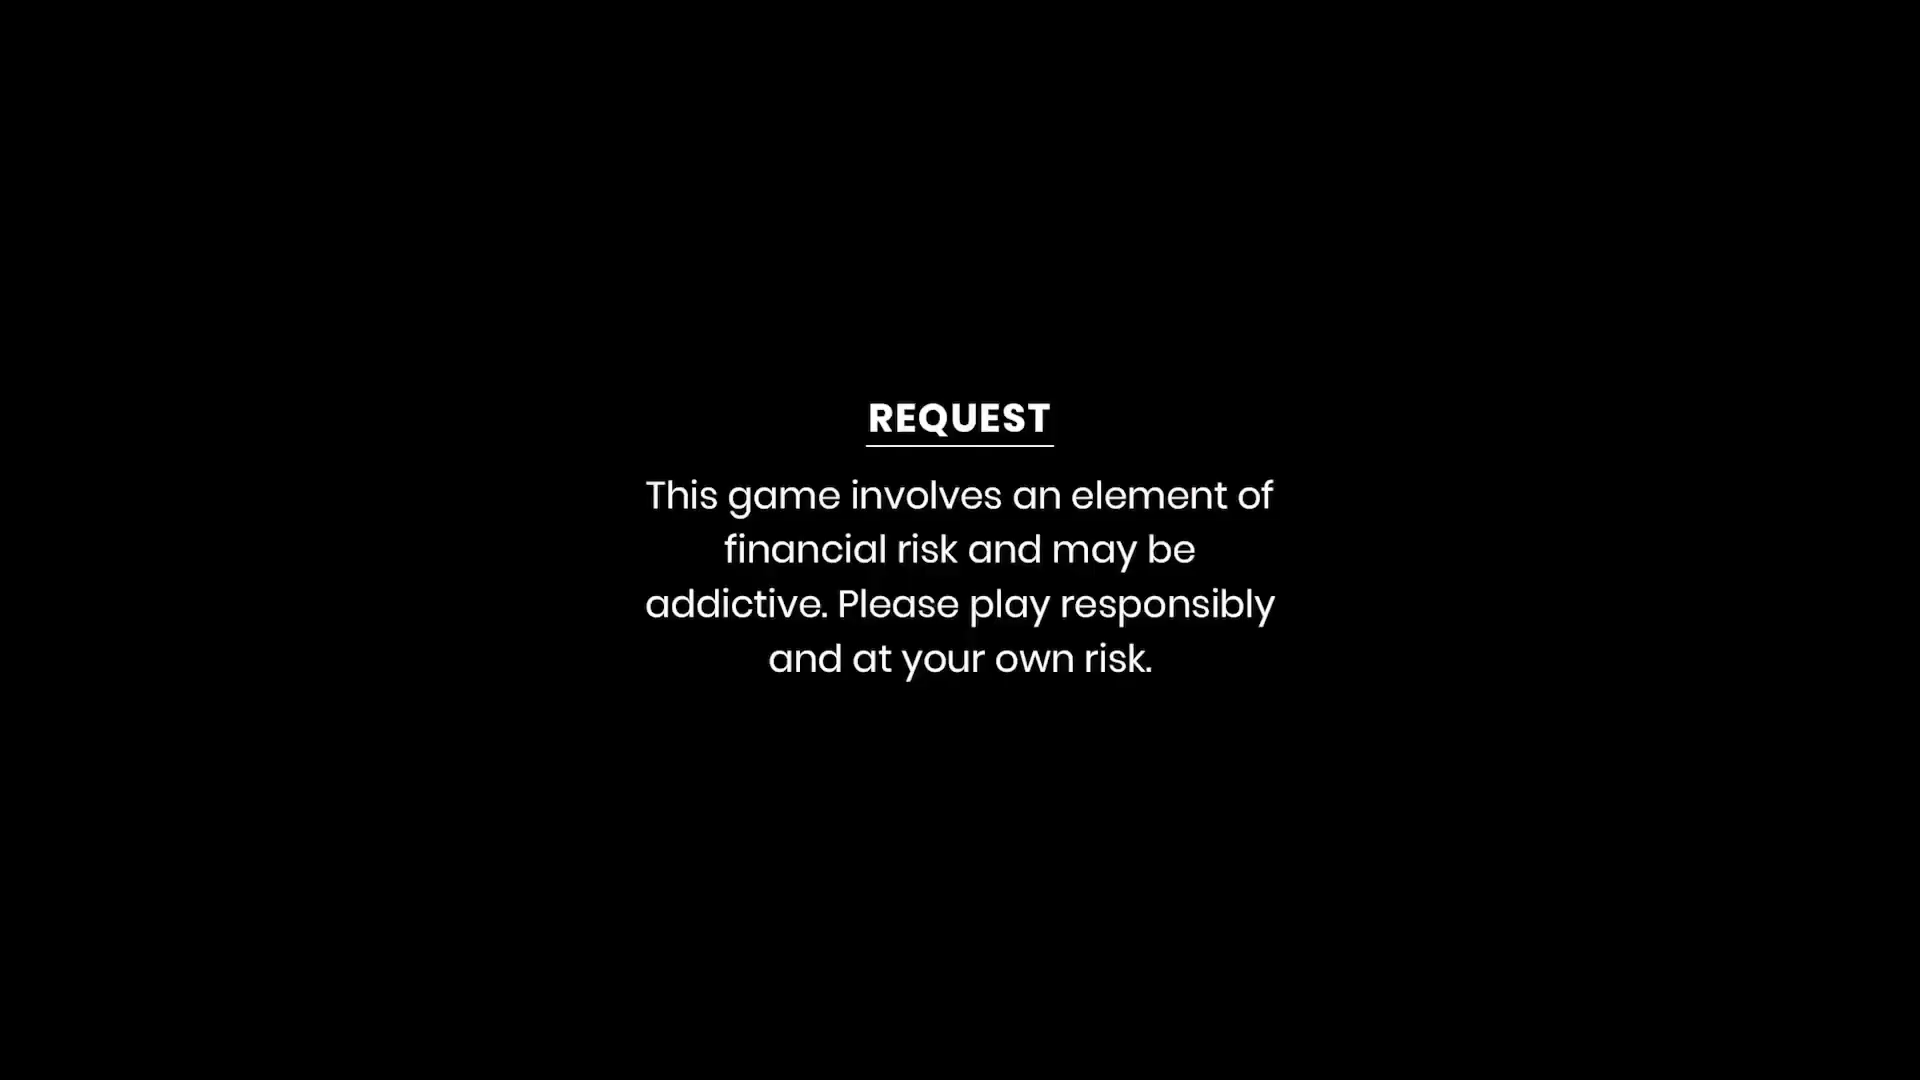 REQUEST
This game involves an element of
financial risk and may be
addictive. Please play responsibly
and at your own risk.